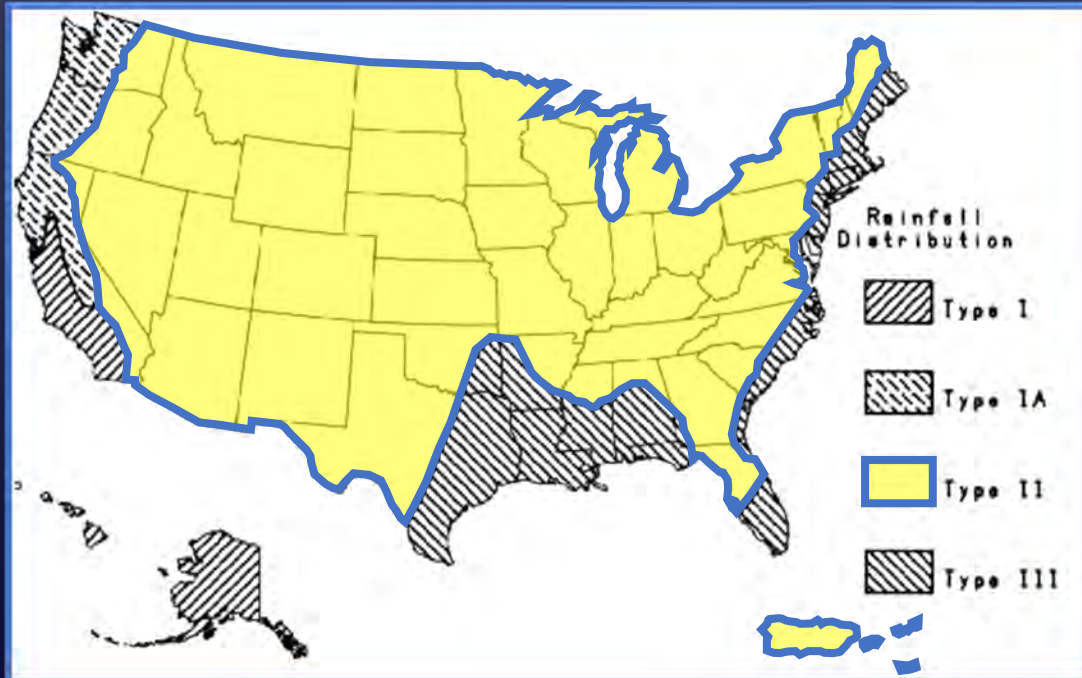 Rainfall
Distribution
Type I
Type IA
Type II
Type III